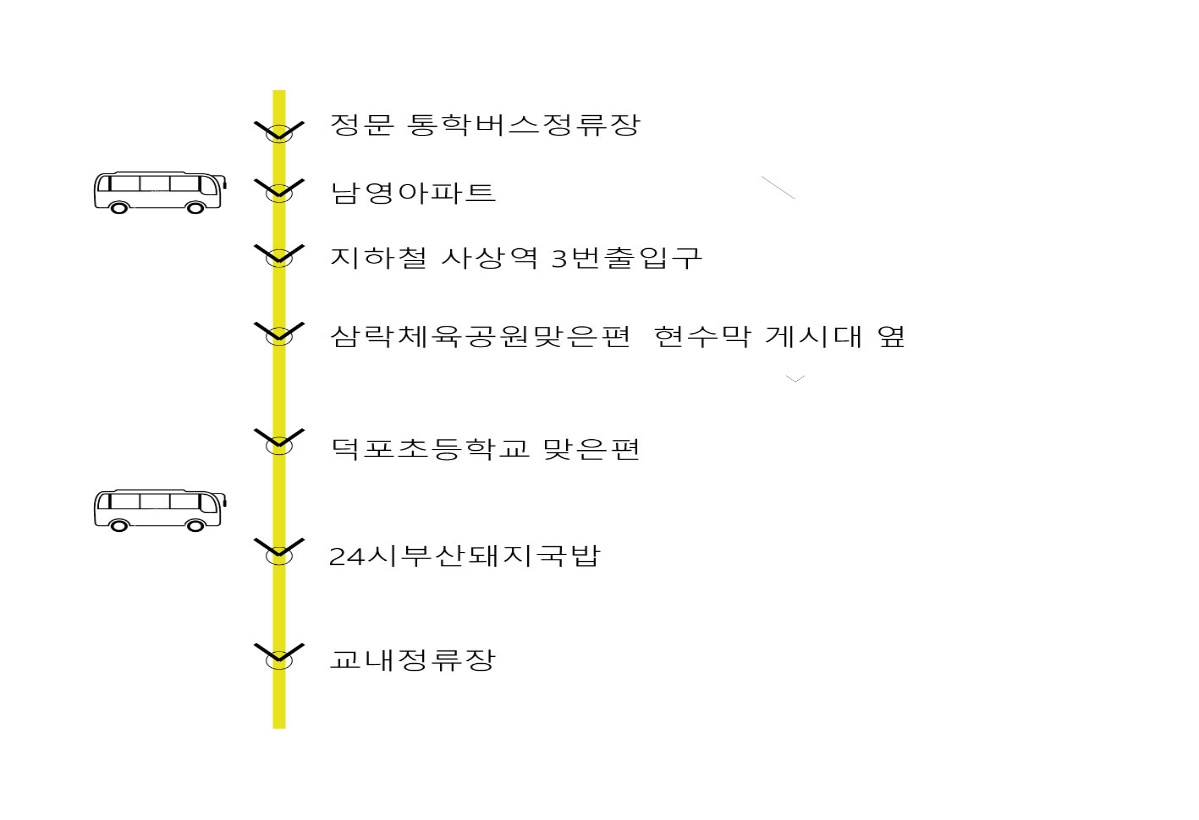 정문 통학버스정류장
남영아파트
지하철 사상역 3번출입구
삼락체육공원맞은편 현수막 게시대 옆
덕포초등학교 맞은편
24시부산돼지국밥
교내정류장